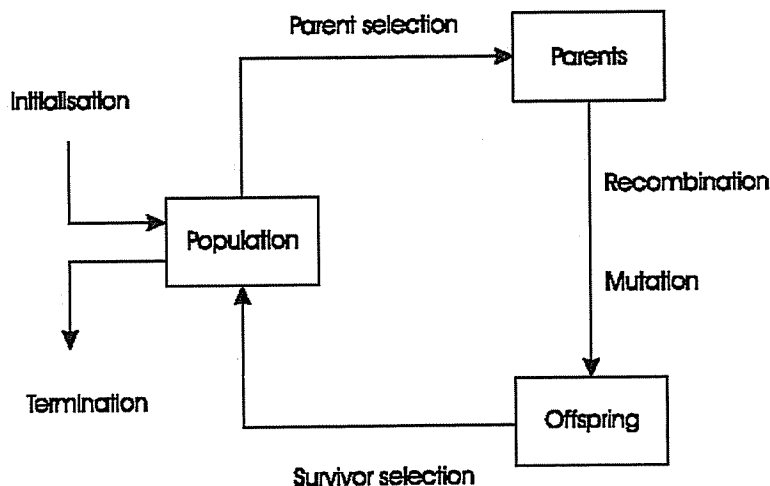 Parent selection
Parents
Initialisation
Recombination
Population
Mutation
Termination
Offspring
Survivor selection